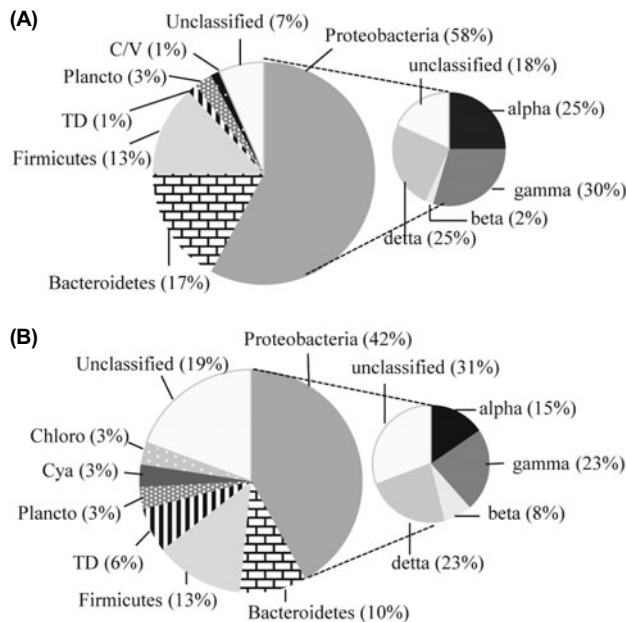 (A)
Unclassified (7%)
Proteobacteria (58%)
C/V (1%)
unclassified (18%)
Plancto (3%)
alpha (25%)
TD (1%)
Firmicutes (13%)
gamma (30%)
beta (2%)
detta (25%)
Bacteroidetes (17%)
(B)
Proteobacteria (42%)
Unclassified (19%)
unclassified (31%)
alpha (15%)
Chloro (3%)
gamma (23%)
Cya (3%)
Plancto (3%)
beta (8%)
TD (6%)
detta (23%)
Firmicutes (13%)
Bacteroidetes (10%)